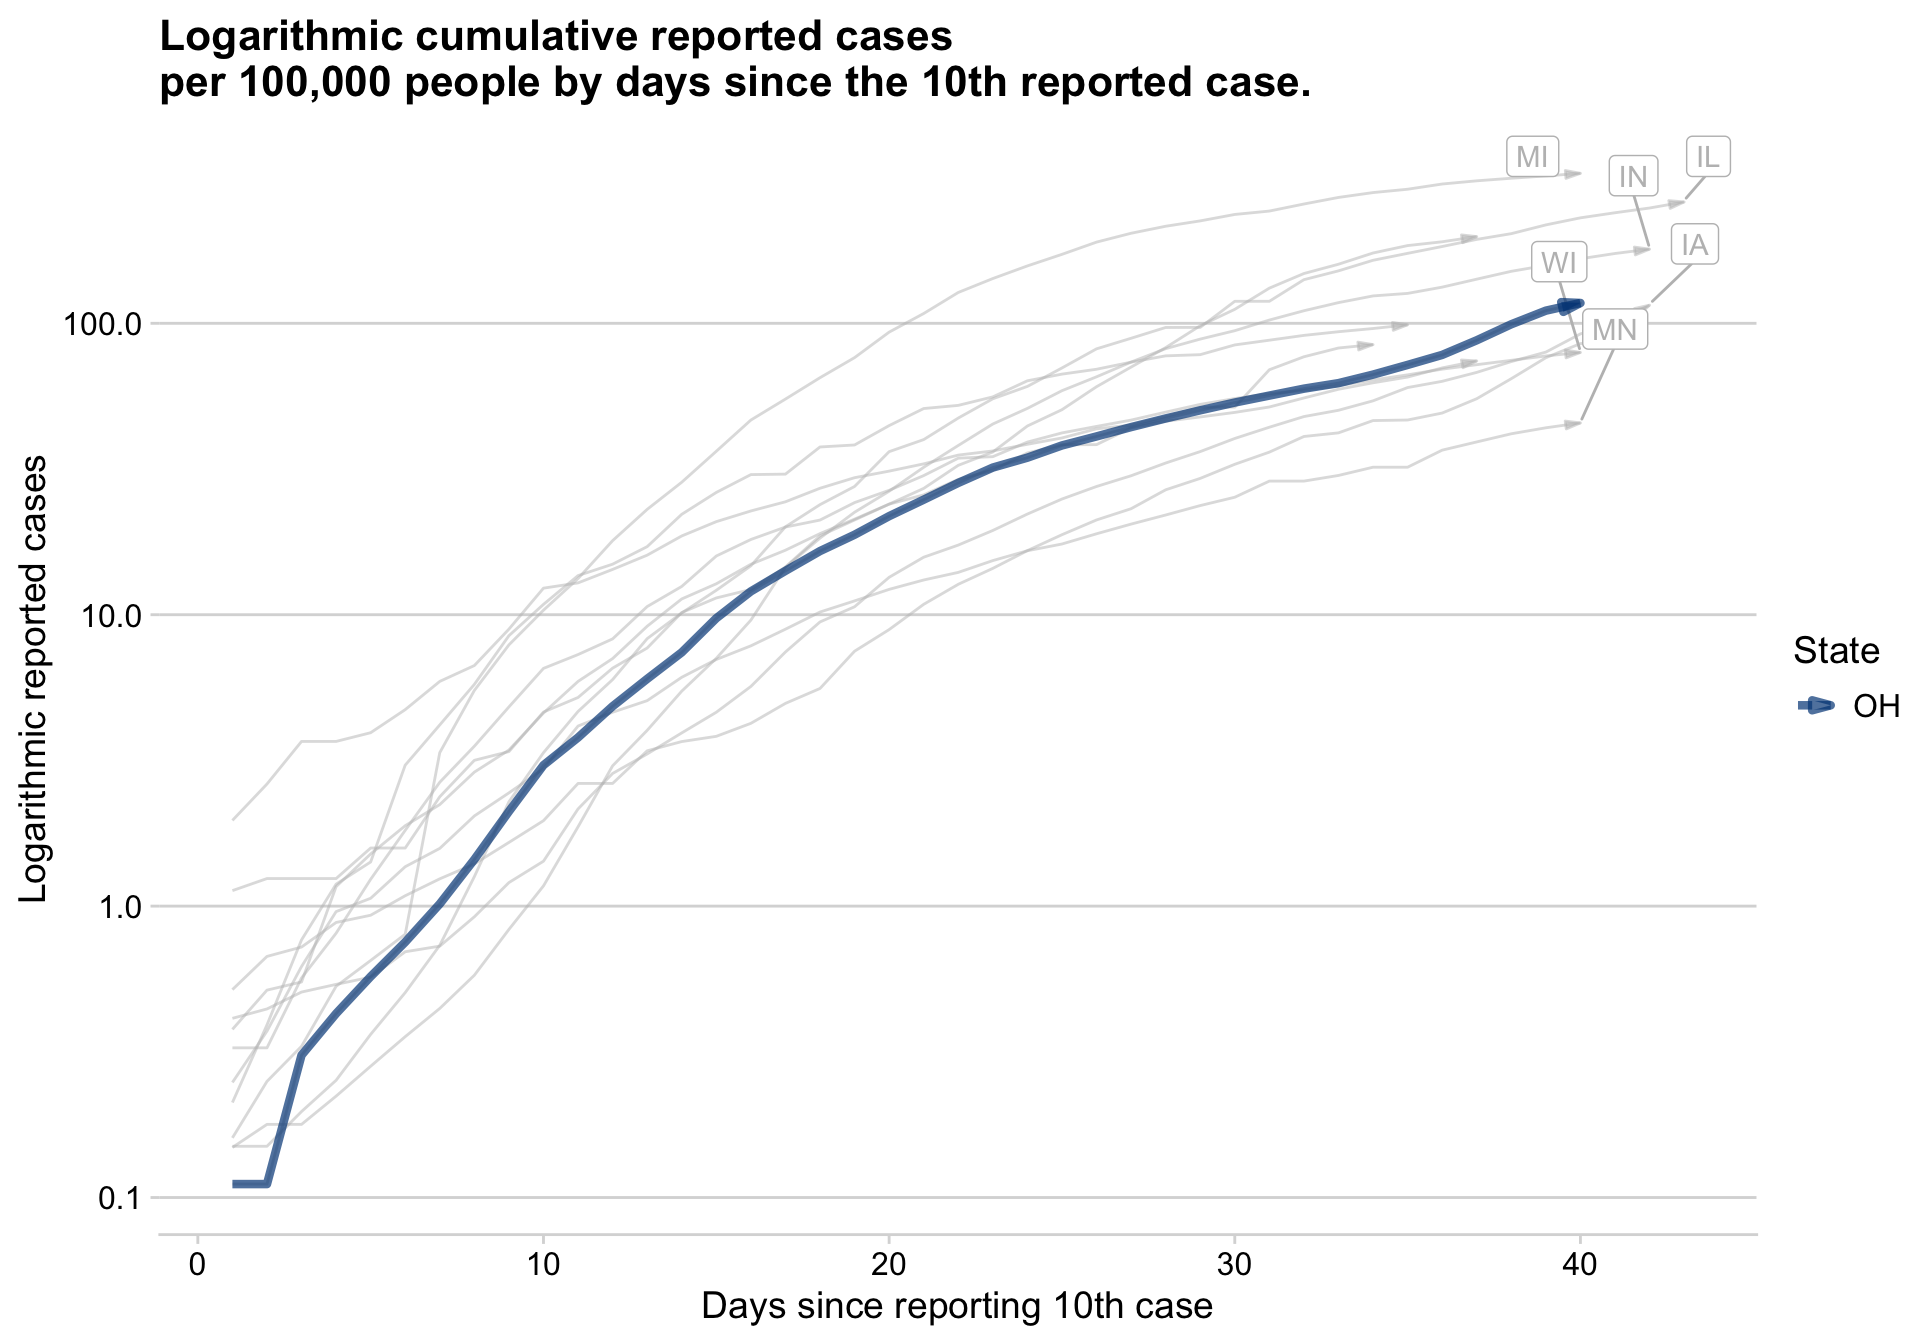 Logarithmic cumulative reported cases
per 100,000 people by days since the 10th reported case.
MI
IL
IN
IA
WI
MN
100.0
10.0
1.0
0.1
Logarithmic reported cases
0 10 20 30 40
Days since reporting 10th case
State
OH